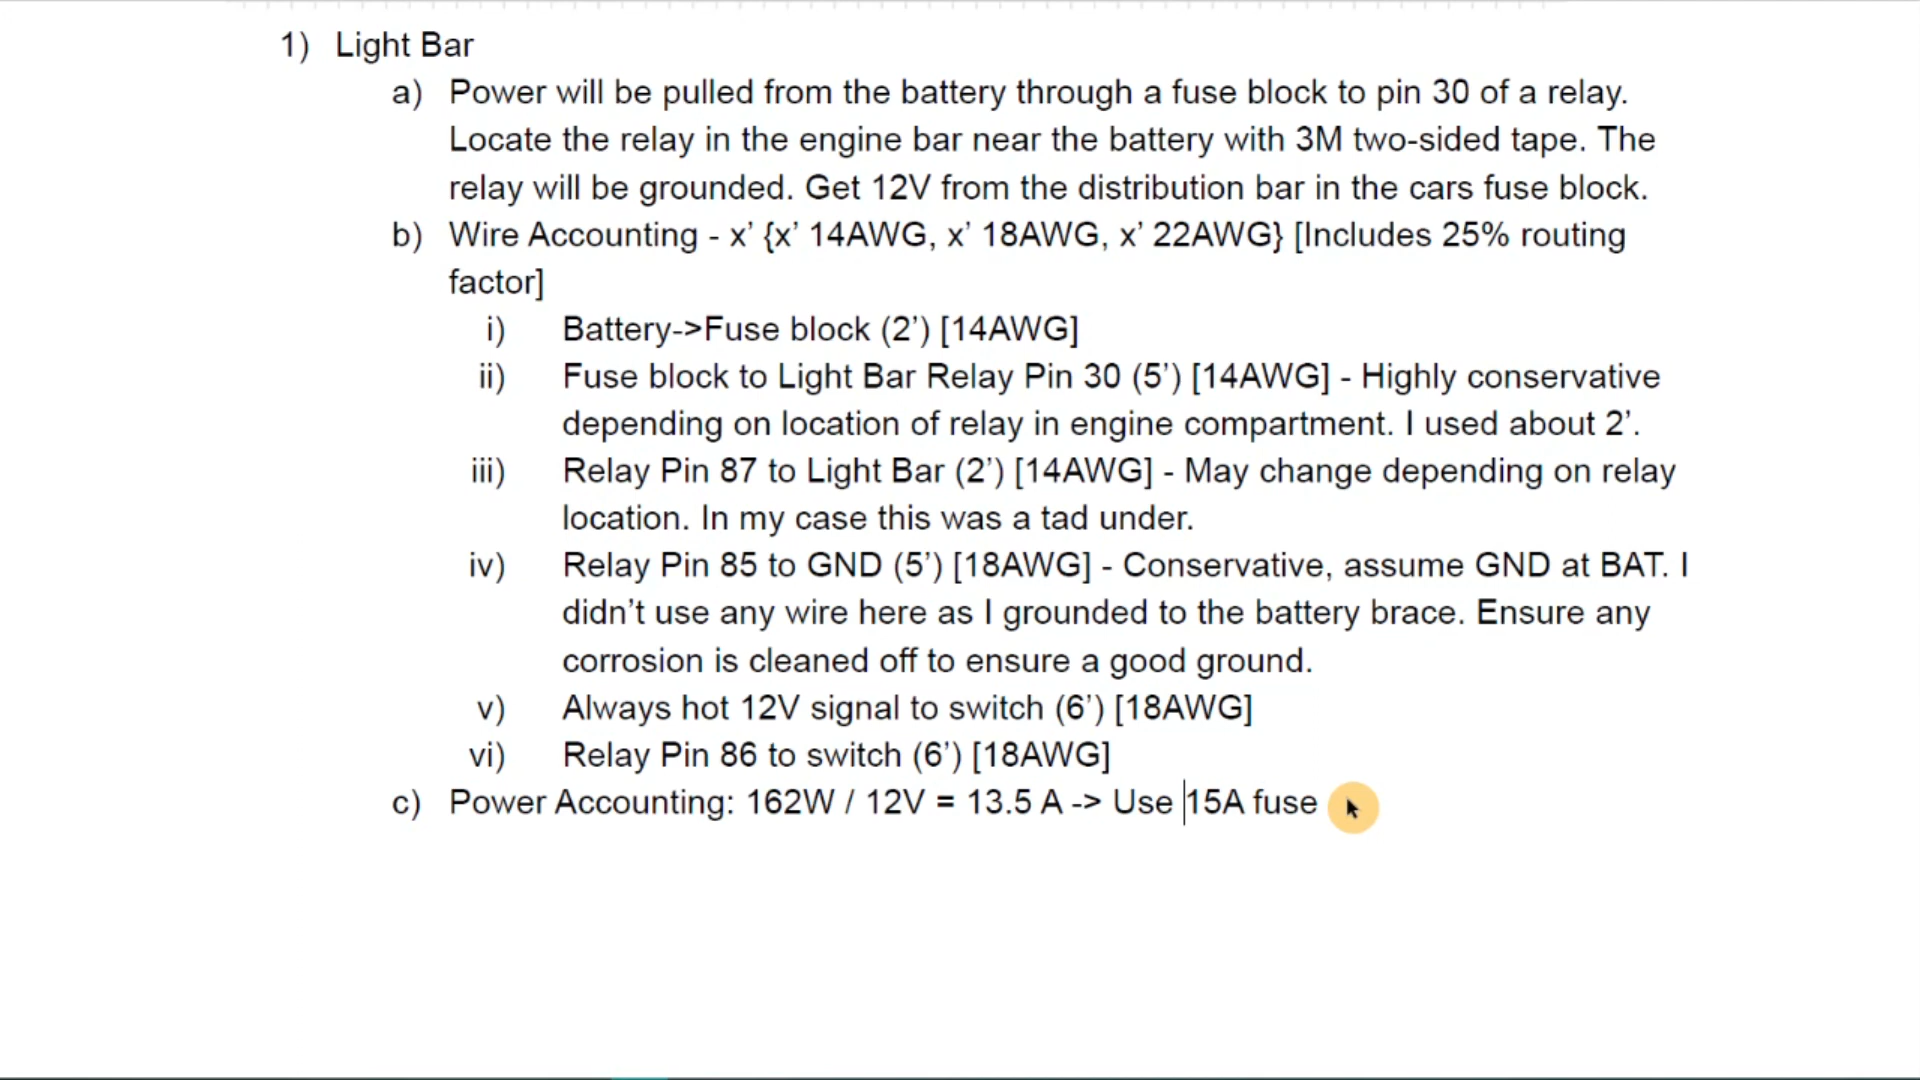 1) Light Bar
a) Power will be pulled from the battery through a fuse block to pin 30 of a relay.
Locate the relay in the engine bar near the battery with 3M two-sided tape. The
relay will be grounded. Get 12V from the distribution bar in the cars fuse block.
b) Wire Accounting - x’ {x’ 14AWG, x’ 18AWG, x’ 22AWG} [Includes 25% routing
factor]
i) Battery->Fuse block (2’) [14AWG]
ii) Fuse block to Light Bar Relay Pin 30 (5’) [14AWG] - Highly conservative
depending on location of relay in engine compartment. I used about 2’.
iii) Relay Pin 87 to Light Bar (2’) [14AWG] - May change depending on relay
location. In my case this was a tad under.
iv) Relay Pin 85 to GND (5’) [18AWG] - Conservative, assume GND at BAT. I
didn’t use any wire here as I grounded to the battery brace. Ensure any
corrosion is cleaned off to ensure a good ground.
v) Always hot 12V signal to switch (6’) [18AWG]
vi) Relay Pin 86 to switch (6’) [18AWG]
c) Power Accounting: 162W / 12V = 13.5 A -> Use 15A fuse